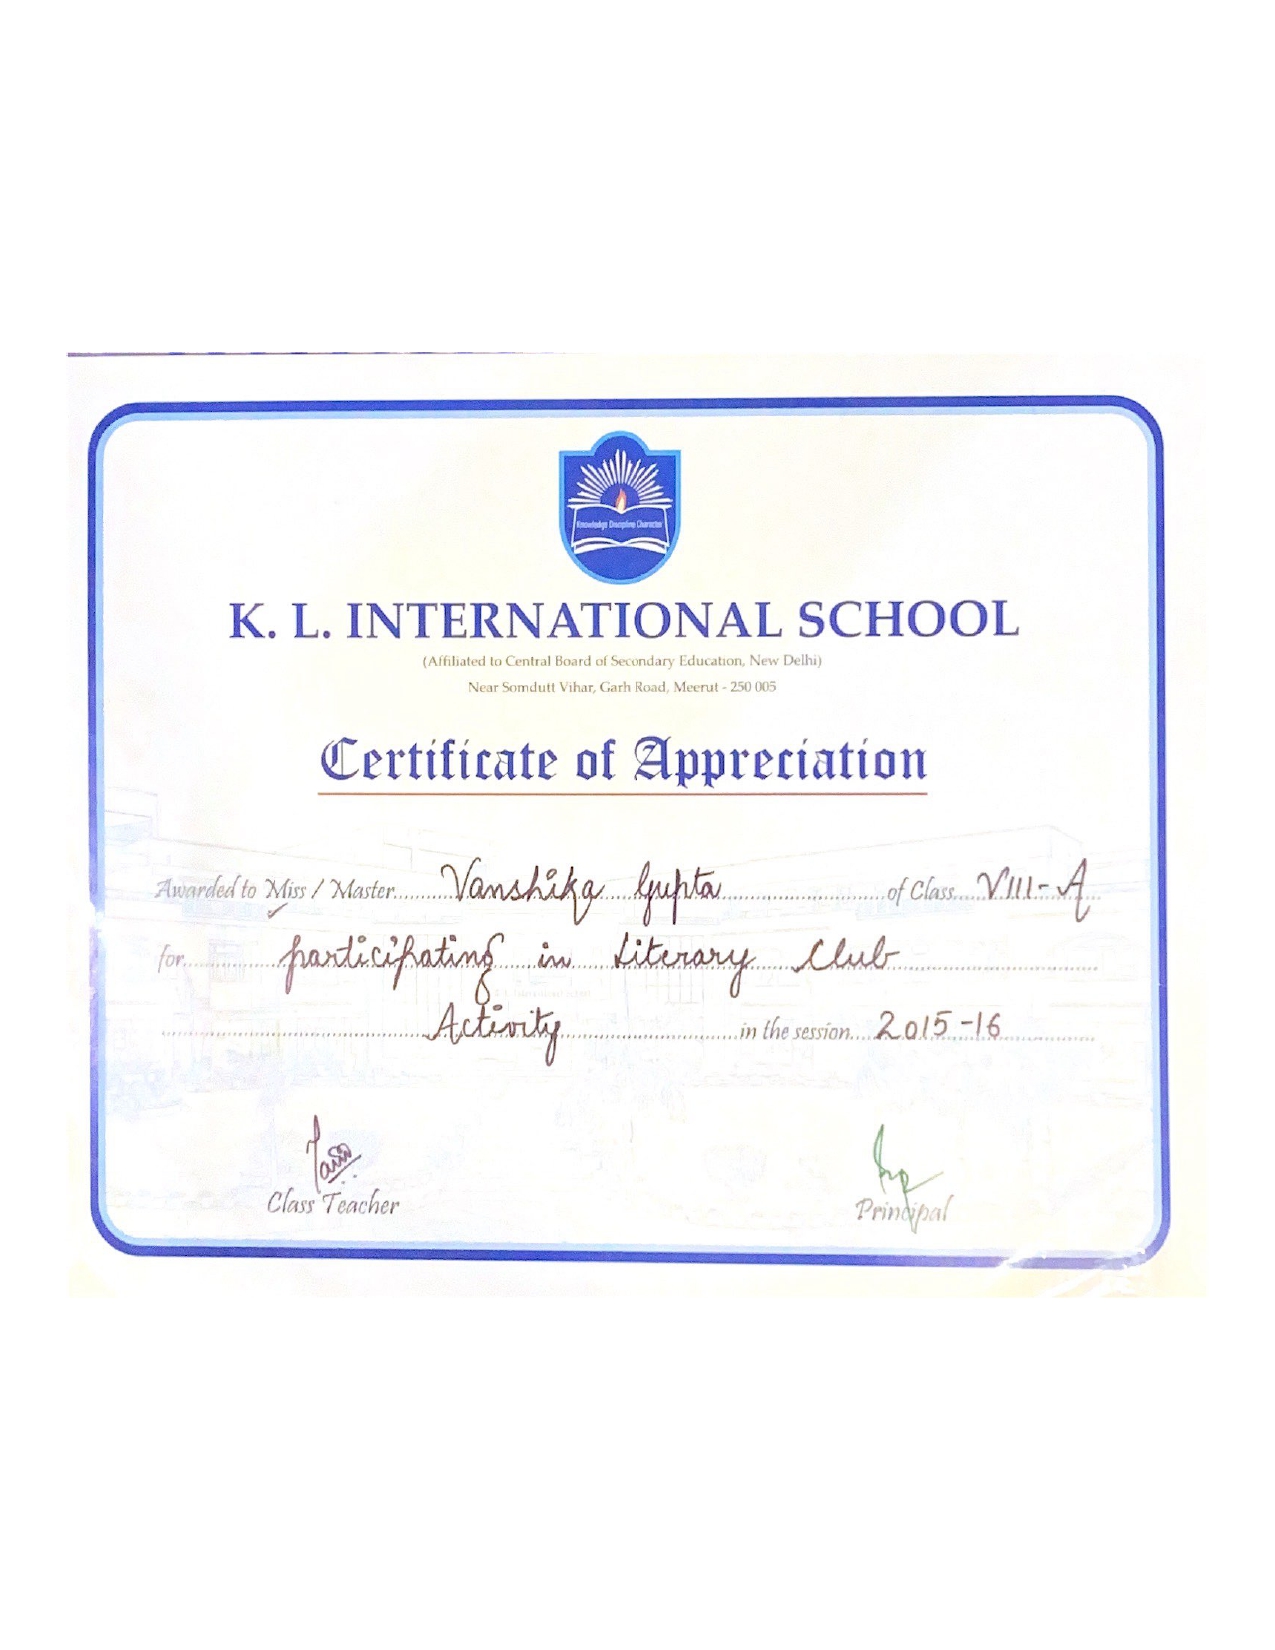 Knowledge Discipline Character
K. L. INTERNATIONAL SCHOOL
(Affiliated to Central Board of Secondary Education, New Delhi)
Near Somdutt Vihar, Garh Road, Meerut - 250 005
Certificate of Appreciation
Awarded to Miss / Master Vanshika Gupta of Class VIII-A
for participating in Literary Club
Activity in the session 2015-16
Class Teacher Principal